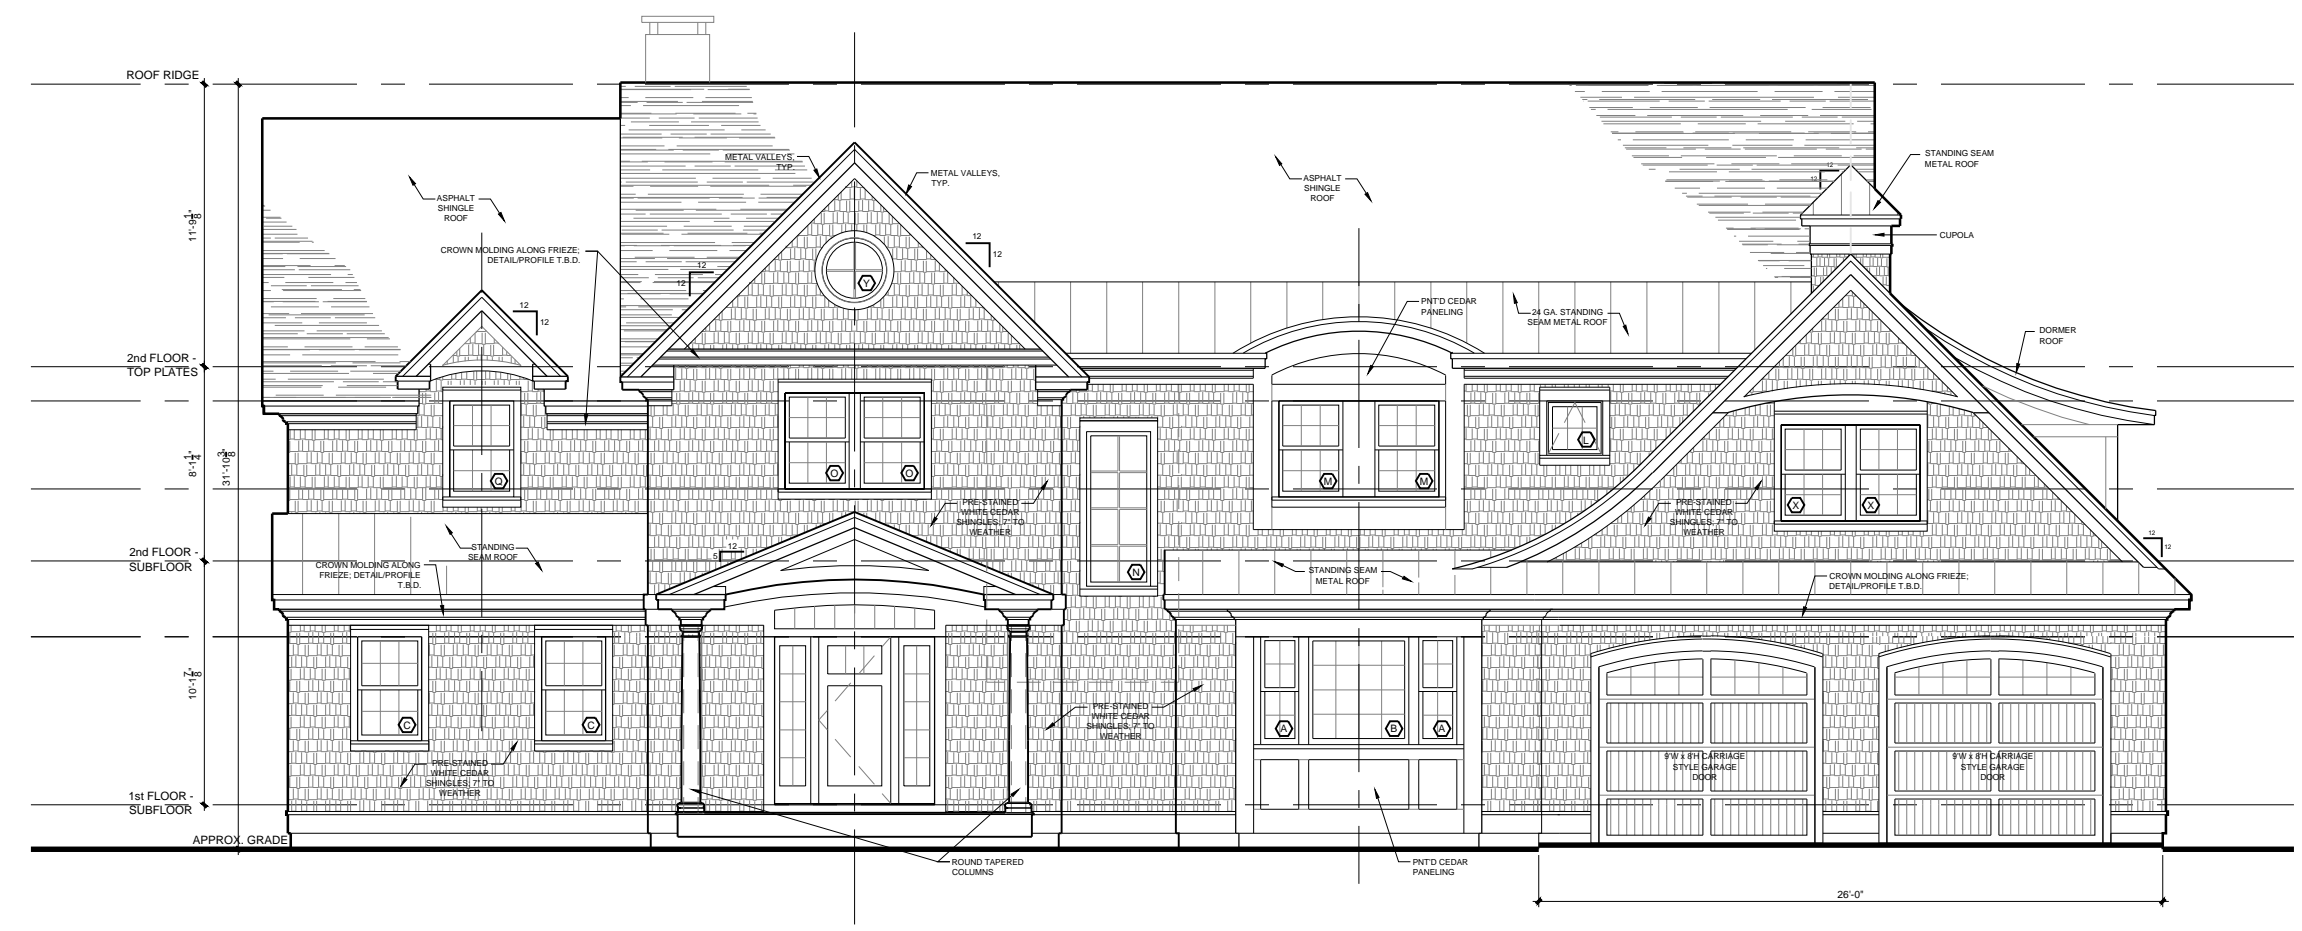 ROOF RIDGE
METAL VALLEYS,
TYP.
METAL VALLEYS,
TYP.
ASPHALT
SHINGLE
ROOF
ASPHALT
SHINGLE
ROOF
STANDING SEAM
METAL ROOF
12
12
CUPOLA
11'-9 1/8"
CROWN MOLDING ALONG FRIEZE;
DETAIL/PROFILE T.B.D.
12
12
12
12
Y
12
12
PNT'D CEDAR
PANELING
24 GA. STANDING
SEAM METAL ROOF
DORMER
ROOF
2nd FLOOR -
TOP PLATES
8'-1 1/4"
31'-10 3/8"
Q
O
O
M
M
L
X
X
PRE-STAINED
WHITE CEDAR
SHINGLES; 7" TO
WEATHER
PRE-STAINED
WHITE CEDAR
SHINGLES; 7" TO
WEATHER
2nd FLOOR -
SUBFLOOR
STANDING
SEAM ROOF
CROWN MOLDING ALONG
FRIEZE; DETAIL/PROFILE
T.B.D.
12
5
N
STANDING SEAM
METAL ROOF
12
12
CROWN MOLDING ALONG FRIEZE;
DETAIL/PROFILE T.B.D.
10'-1 7/8"
C
C
PRE-STAINED
WHITE CEDAR
SHINGLES; 7" TO
WEATHER
PRE-STAINED
WHITE CEDAR
SHINGLES; 7" TO
WEATHER
A
B
A
9'W x 8'H CARRIAGE
STYLE GARAGE
DOOR
9'W x 8'H CARRIAGE
STYLE GARAGE
DOOR
1st FLOOR -
SUBFLOOR
APPROX. GRADE
ROUND TAPERED
COLUMNS
PNT'D CEDAR
PANELING
26'-0"